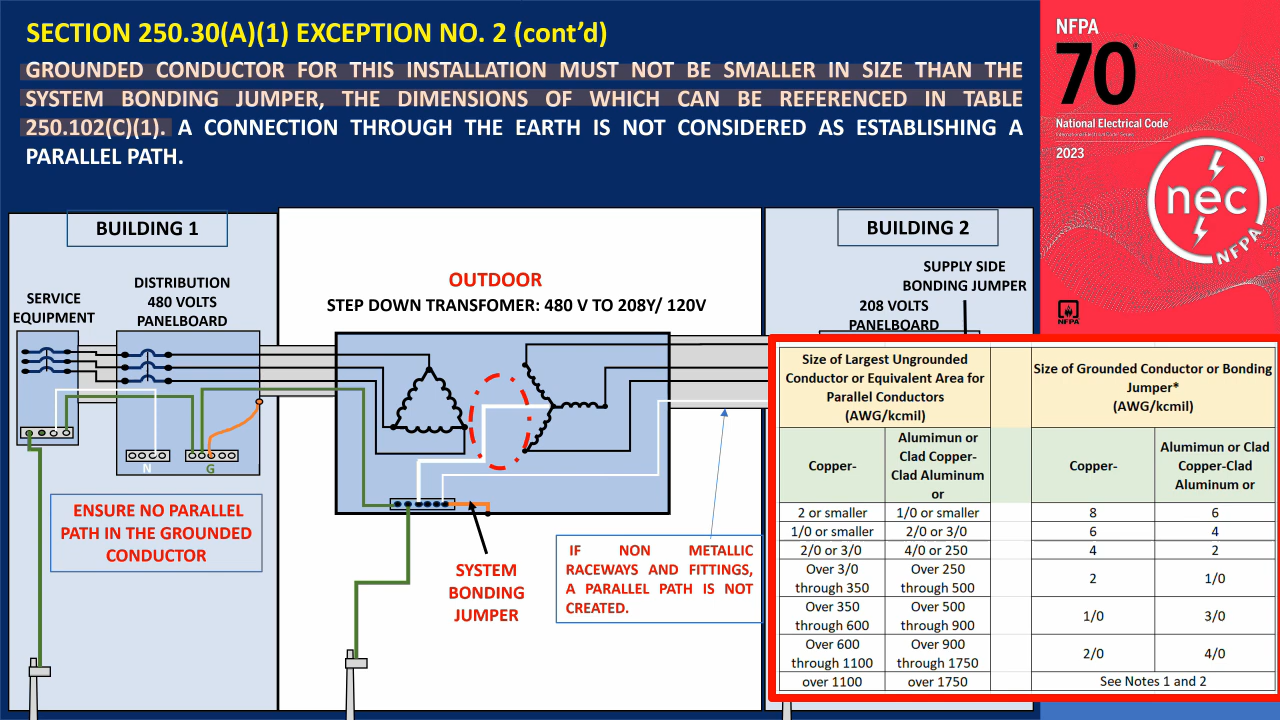 SECTION 250.30(A)(1) EXCEPTION NO. 2 (cont’d)
GROUNDED CONDUCTOR FOR THIS INSTALLATION MUST NOT BE SMALLER IN SIZE THAN THE
SYSTEM BONDING JUMPER, THE DIMENSIONS OF WHICH CAN BE REFERENCED IN TABLE
250.102(C)(1). A CONNECTION THROUGH THE EARTH IS NOT CONSIDERED AS ESTABLISHING A
PARALLEL PATH.
NFPA
70®
National Electrical Code®
International Electrical Code® Series
2023
nec
NFPA
NFPA
BUILDING 1
SERVICE
EQUIPMENT
DISTRIBUTION
480 VOLTS
PANELBOARD
N
G
ENSURE NO PARALLEL
PATH IN THE GROUNDED
CONDUCTOR
OUTDOOR
STEP DOWN TRANSFOMER: 480 V TO 208Y/ 120V
SYSTEM
BONDING
JUMPER
IF NON METALLIC
RACEWAYS AND FITTINGS,
A PARALLEL PATH IS NOT
CREATED.
BUILDING 2
SUPPLY SIDE
BONDING JUMPER
208 VOLTS
PANELBOARD
Size of Largest Ungrounded
Conductor or Equivalent Area for
Parallel Conductors
(AWG/kcmil)
Size of Grounded Conductor or Bonding
Jumper*
(AWG/kcmil)
Copper-
Alumimun or
Clad Copper-
Clad Aluminum
or
Copper-
Alumimun or Clad
Copper-Clad
Aluminum or
2 or smaller 1/0 or smaller 8 6
1/0 or smaller 2/0 or 3/0 6 4
2/0 or 3/0 4/0 or 250 4 2
Over 3/0
through 350
Over 250
through 500
2 1/0
Over 350
through 600
Over 500
through 900
1/0 3/0
Over 600
through 1100
Over 900
through 1750
2/0 4/0
over 1100 over 1750 See Notes 1 and 2